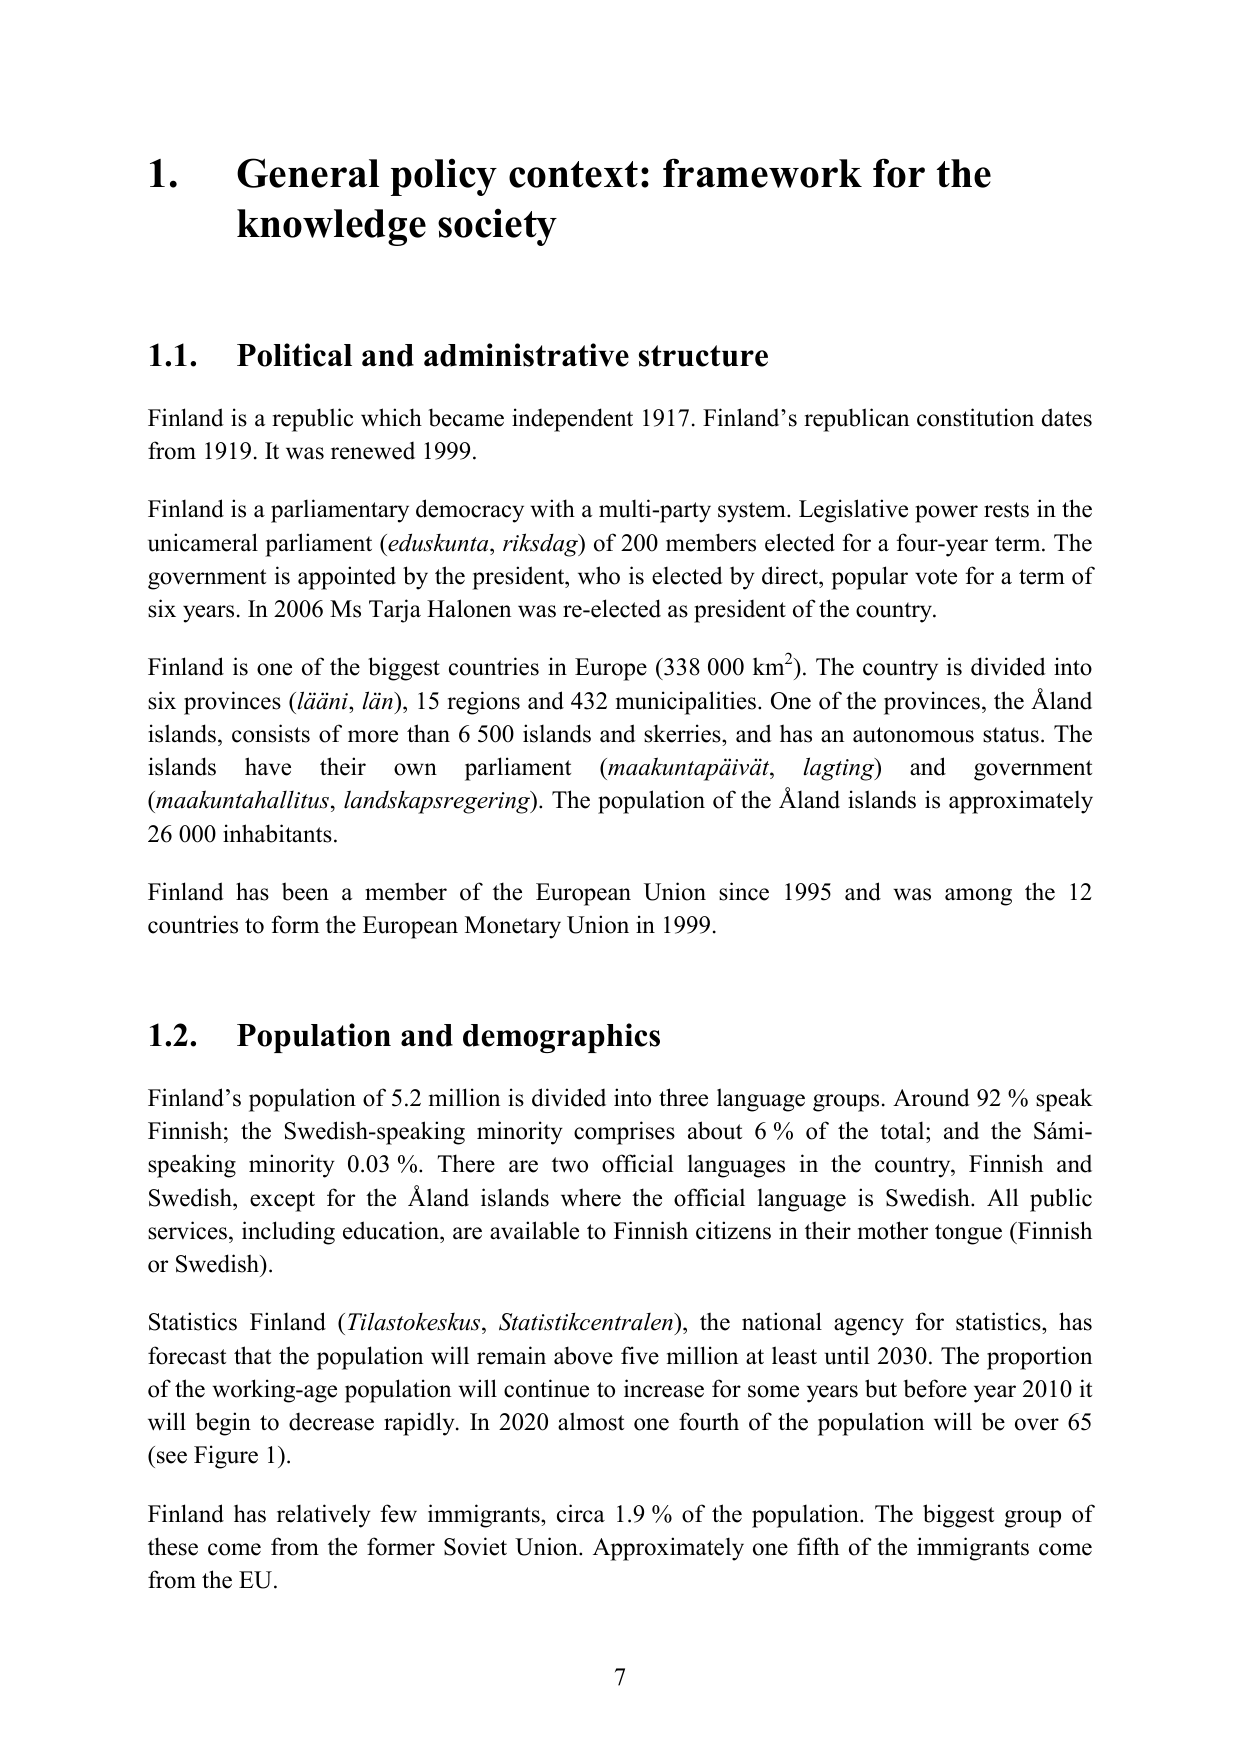 1. General policy context: framework for the
knowledge society
1.1. Political and administrative structure
Finland is a republic which became independent 1917. Finland’s republican constitution dates
from 1919. It was renewed 1999.
Finland is a parliamentary democracy with a multi-party system. Legislative power rests in the
unicameral parliament (eduskunta, riksdag) of 200 members elected for a four-year term. The
government is appointed by the president, who is elected by direct, popular vote for a term of
six years. In 2006 Ms Tarja Halonen was re-elected as president of the country.
Finland is one of the biggest countries in Europe (338 000 km²). The country is divided into
six provinces (lääni, län), 15 regions and 432 municipalities. One of the provinces, the Åland
islands, consists of more than 6 500 islands and skerries, and has an autonomous status. The
islands have their own parliament (maakuntapäivät, lagting) and government
(maakuntahallitus, landskapsregering). The population of the Åland islands is approximately
26 000 inhabitants.
Finland has been a member of the European Union since 1995 and was among the 12
countries to form the European Monetary Union in 1999.
1.2. Population and demographics
Finland’s population of 5.2 million is divided into three language groups. Around 92 % speak
Finnish; the Swedish-speaking minority comprises about 6 % of the total; and the Sámi-
speaking minority 0.03 %. There are two official languages in the country, Finnish and
Swedish, except for the Åland islands where the official language is Swedish. All public
services, including education, are available to Finnish citizens in their mother tongue (Finnish
or Swedish).
Statistics Finland (Tilastokeskus, Statistikcentralen), the national agency for statistics, has
forecast that the population will remain above five million at least until 2030. The proportion
of the working-age population will continue to increase for some years but before year 2010 it
will begin to decrease rapidly. In 2020 almost one fourth of the population will be over 65
(see Figure 1).
Finland has relatively few immigrants, circa 1.9 % of the population. The biggest group of
these come from the former Soviet Union. Approximately one fifth of the immigrants come
from the EU.
7